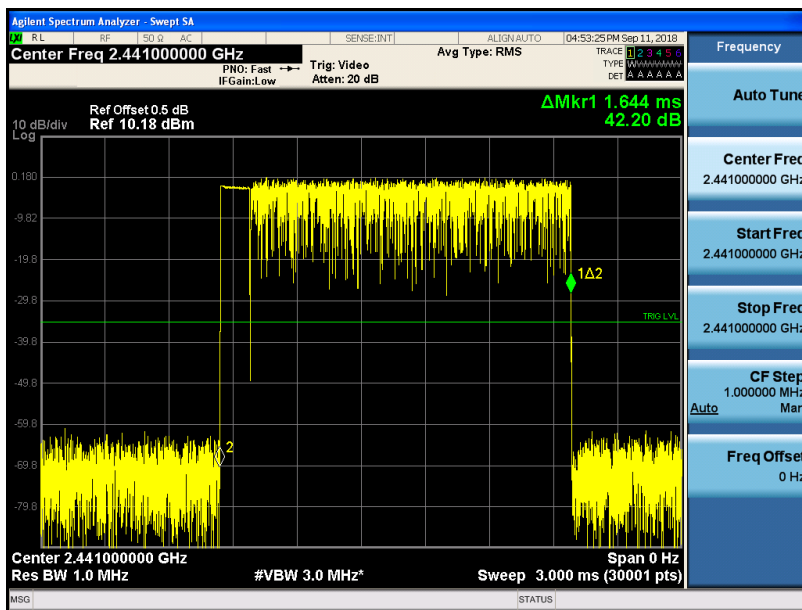 Agilent Spectrum Analyzer - Swept SA
LXI RL RF 50 Ω AC SENSE:INT ALIGN AUTO 04:53:25 PM Sep 11, 2018
Center Freq 2.441000000 GHz
PNO: Fast
IFGain:Low
Trig: Video
Atten: 20 dB
Avg Type: RMS
TRACE 1 2 3 4 5 6
TYPE
DET A A A A A A
ΔMkr1 1.644 ms
42.20 dB
Ref Offset 0.5 dB
10 dB/div Ref 10.18 dBm
Log
0.180
-9.82
-19.8
-29.8
-39.8
-49.8
-59.8
-69.8
-79.8
1Δ2
TRIG LVL
2
Center 2.441000000 GHz Span 0 Hz
Res BW 1.0 MHz #VBW 3.0 MHz* Sweep 3.000 ms (30001 pts)
MSG STATUS
Frequency
Auto Tune
Center Freq
2.441000000 GHz
Start Freq
2.441000000 GHz
Stop Freq
2.441000000 GHz
CF Step
1.000000 MHz
Auto Man
Freq Offset
0 Hz